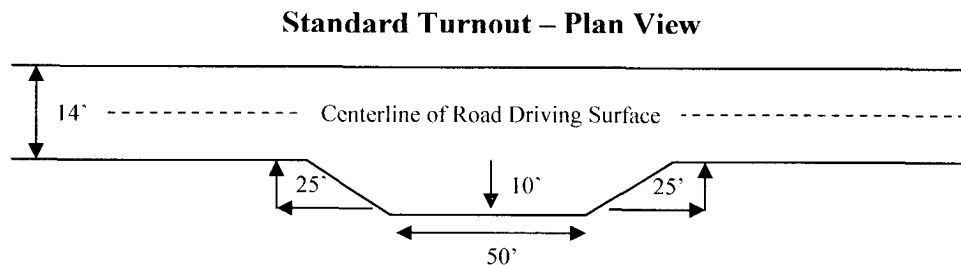 Standard Turnout – Plan View
14'
Centerline of Road Driving Surface
25'
10'
25'
50'